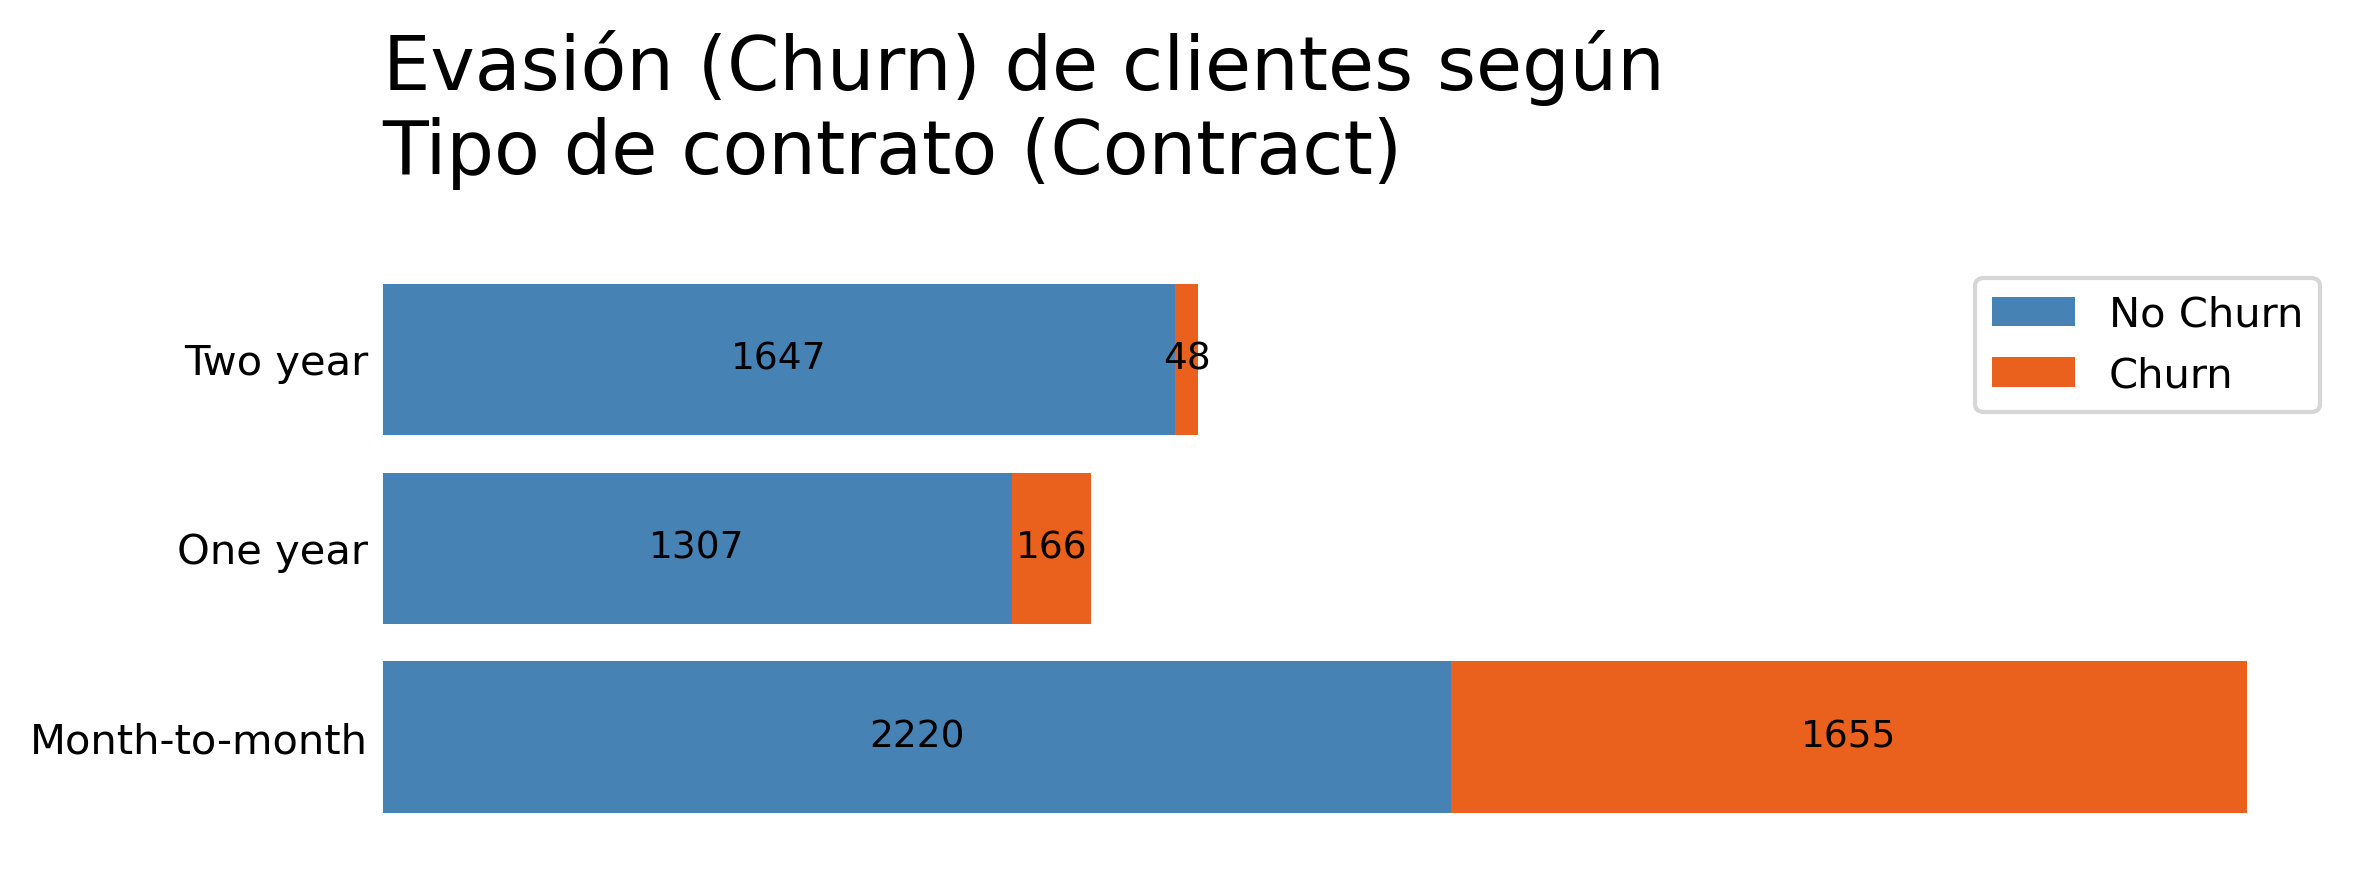 Evasión (Churn) de clientes según
Tipo de contrato (Contract)
No Churn
Churn
Two year
1647
48
One year
1307
166
Month-to-month
2220
1655